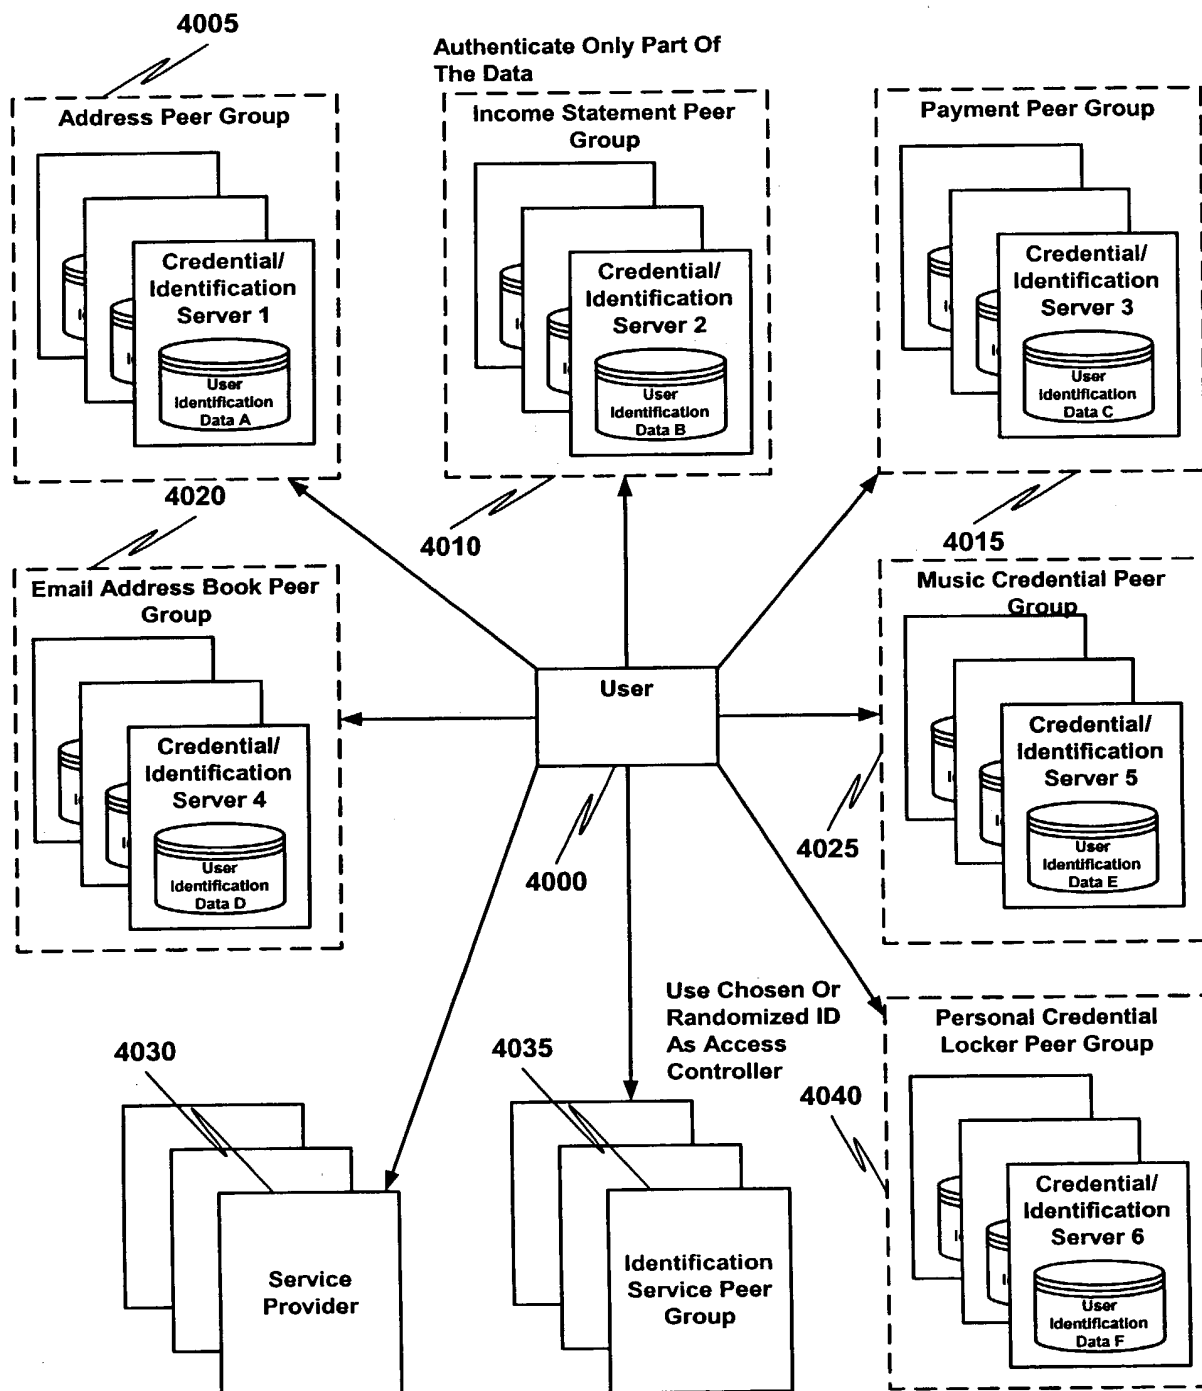 4005
Authenticate Only Part Of
The Data
Address Peer Group
Credential/
Identification
Server 1
User
Identification
Data A
Income Statement Peer
Group
Credential/
Identification
Server 2
User
Identification
Data B
Payment Peer Group
Credential/
Identification
Server 3
User
Identification
Data C
4020
4010
4015
Email Address Book Peer
Group
Credential/
Identification
Server 4
User
Identification
Data D
User
4000
Music Credential Peer
Group
Credential/
Identification
Server 5
User
Identification
Data E
4025
4030
Service
Provider
4035
Identification
Service Peer
Group
Use Chosen Or
Randomized ID
As Access
Controller
4040
Personal Credential
Locker Peer Group
Credential/
Identification
Server 6
User
Identification
Data F